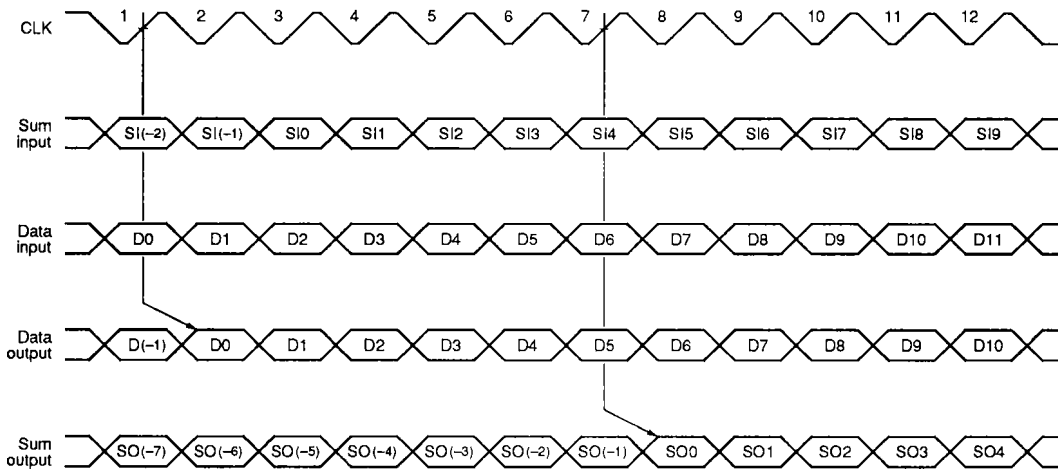 CLK 1 2 3 4 5 6 7 8 9 10 11 12
Sum
input
SI(−2) SI(−1) SI0 SI1 SI2 SI3 SI4 SI5 SI6 SI7 SI8 SI9
Data
input
D0 D1 D2 D3 D4 D5 D6 D7 D8 D9 D10 D11
Data
output
D(−1) D0 D1 D2 D3 D4 D5 D6 D7 D8 D9 D10
Sum
output
SO(−7) SO(−6) SO(−5) SO(−4) SO(−3) SO(−2) SO(−1) SO0 SO1 SO2 SO3 SO4